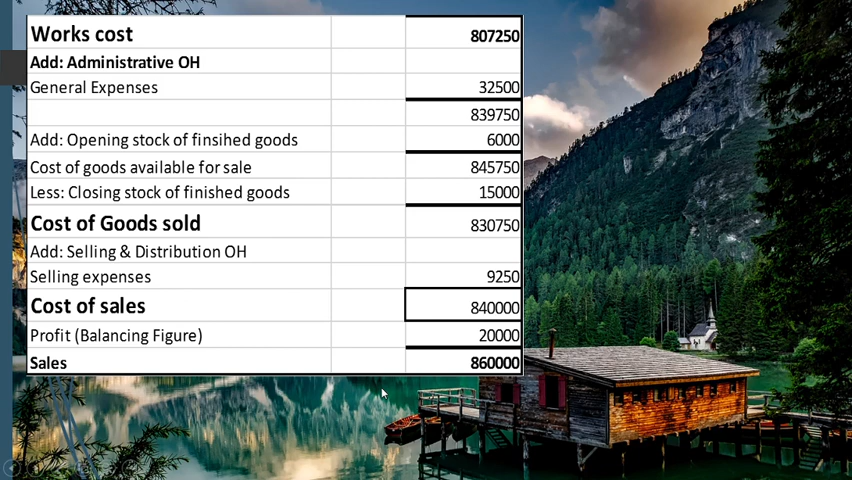 Works cost 807250
Add: Administrative OH
General Expenses 32500
839750
Add: Opening stock of finsihed goods 6000
Cost of goods available for sale 845750
Less: Closing stock of finished goods 15000
Cost of Goods sold 830750
Add: Selling & Distribution OH
Selling expenses 9250
Cost of sales 840000
Profit (Balancing Figure) 20000
Sales 860000